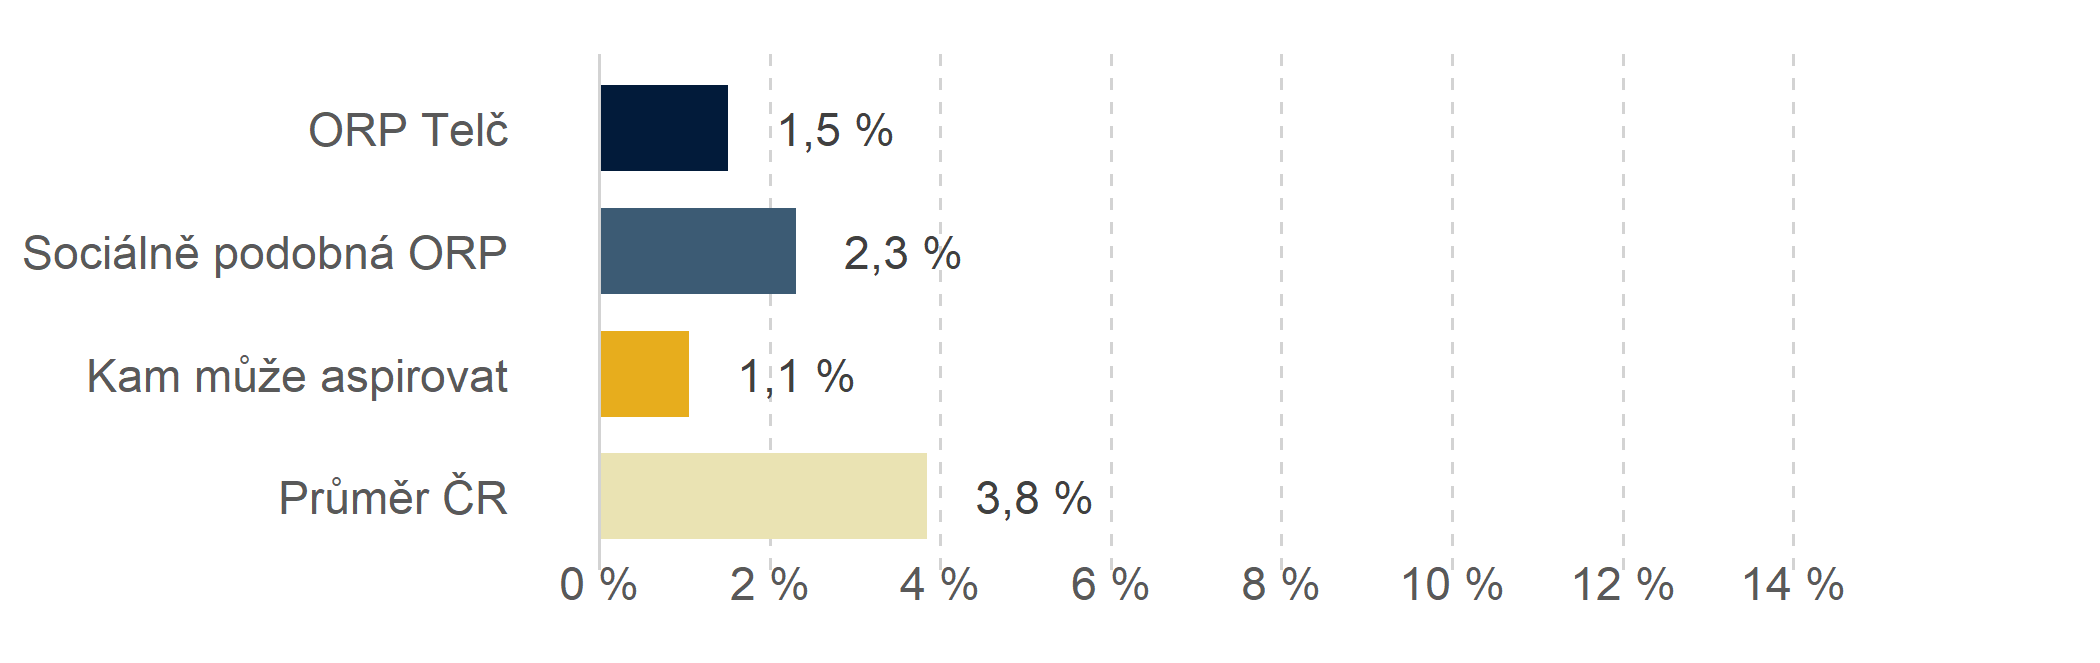 ORP Telč
1,5 %
Sociálně podobná ORP
2,3 %
Kam může aspirovat
1,1 %
Průměr ČR
3,8 %
0 % 2 % 4 % 6 % 8 % 10 % 12 % 14 %